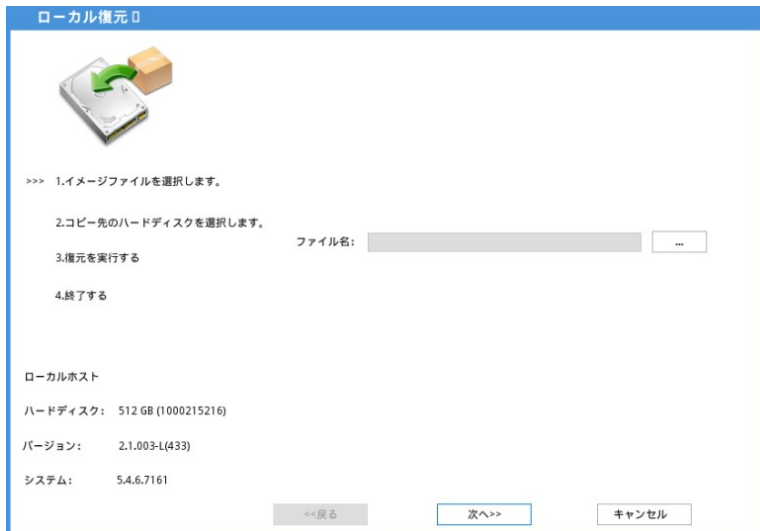 ローカル復元
>>> 1.イメージファイルを選択します。
2.コピー先のハードディスクを選択します。
ファイル名:
...
3.復元を実行する
4.終了する
ローカルホスト
ハードディスク: 512 GB (1000215216)
バージョン: 2.1.003-L(433)
システム: 5.4.6.7161
<<戻る 次へ>> キャンセル